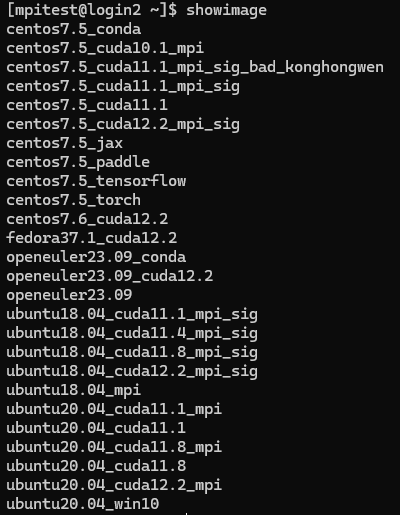 [mpitest@login2 ~]$ showimage
centos7.5_conda
centos7.5_cuda10.1_mpi
centos7.5_cuda11.1_mpi_sig_bad_konghongwen
centos7.5_cuda11.1_mpi_sig
centos7.5_cuda11.1
centos7.5_cuda12.2_mpi_sig
centos7.5_jax
centos7.5_paddle
centos7.5_tensorflow
centos7.5_torch
centos7.6_cuda12.2
fedora37.1_cuda12.2
openeuler23.09_conda
openeuler23.09_cuda12.2
openeuler23.09
ubuntu18.04_cuda11.1_mpi_sig
ubuntu18.04_cuda11.4_mpi_sig
ubuntu18.04_cuda11.8_mpi_sig
ubuntu18.04_cuda12.2_mpi_sig
ubuntu18.04_mpi
ubuntu20.04_cuda11.1_mpi
ubuntu20.04_cuda11.1
ubuntu20.04_cuda11.8_mpi
ubuntu20.04_cuda11.8
ubuntu20.04_cuda12.2_mpi
ubuntu20.04_win10